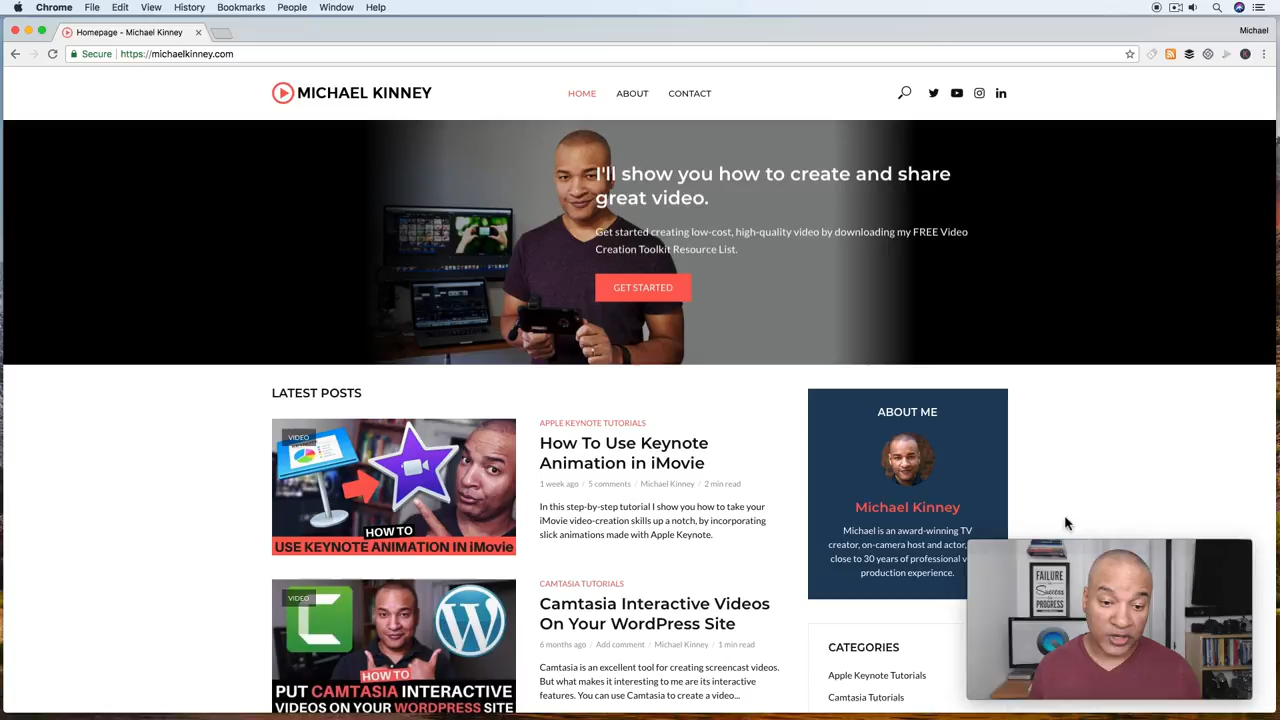 Chrome File Edit View History Bookmarks People Window Help
Homepage - Michael Kinney
Michael
Secure https://michaelkinney.com
MICHAEL KINNEY
HOME ABOUT CONTACT
I'll show you how to create and share
great video.
Get started creating low-cost, high-quality video by downloading my FREE Video
Creation Toolkit Resource List.
GET STARTED
LATEST POSTS
VIDEO
HOW TO
USE KEYNOTE ANIMATION IN iMovie
APPLE KEYNOTE TUTORIALS
How To Use Keynote
Animation in iMovie
1 week ago / 5 comments / Michael Kinney / 2 min read
In this step-by-step tutorial I show you how to take your
iMovie video-creation skills up a notch, by incorporating
slick animations made with Apple Keynote.
VIDEO
HOW TO
PUT CAMTASIA INTERACTIVE
VIDEOS ON YOUR WORDPRESS SITE
CAMTASIA TUTORIALS
Camtasia Interactive Videos
On Your WordPress Site
6 months ago / Add comment / Michael Kinney / 1 min read
Camtasia is an excellent tool for creating screencast videos.
But what makes it interesting to me are its interactive
features. You can use Camtasia to create a video...
ABOUT ME
Michael Kinney
Michael is an award-winning TV
creator, on-camera host and actor,
close to 30 years of professional v
production experience.
CATEGORIES
Apple Keynote Tutorials
Camtasia Tutorials
FAILURE
Success
PROGRESS